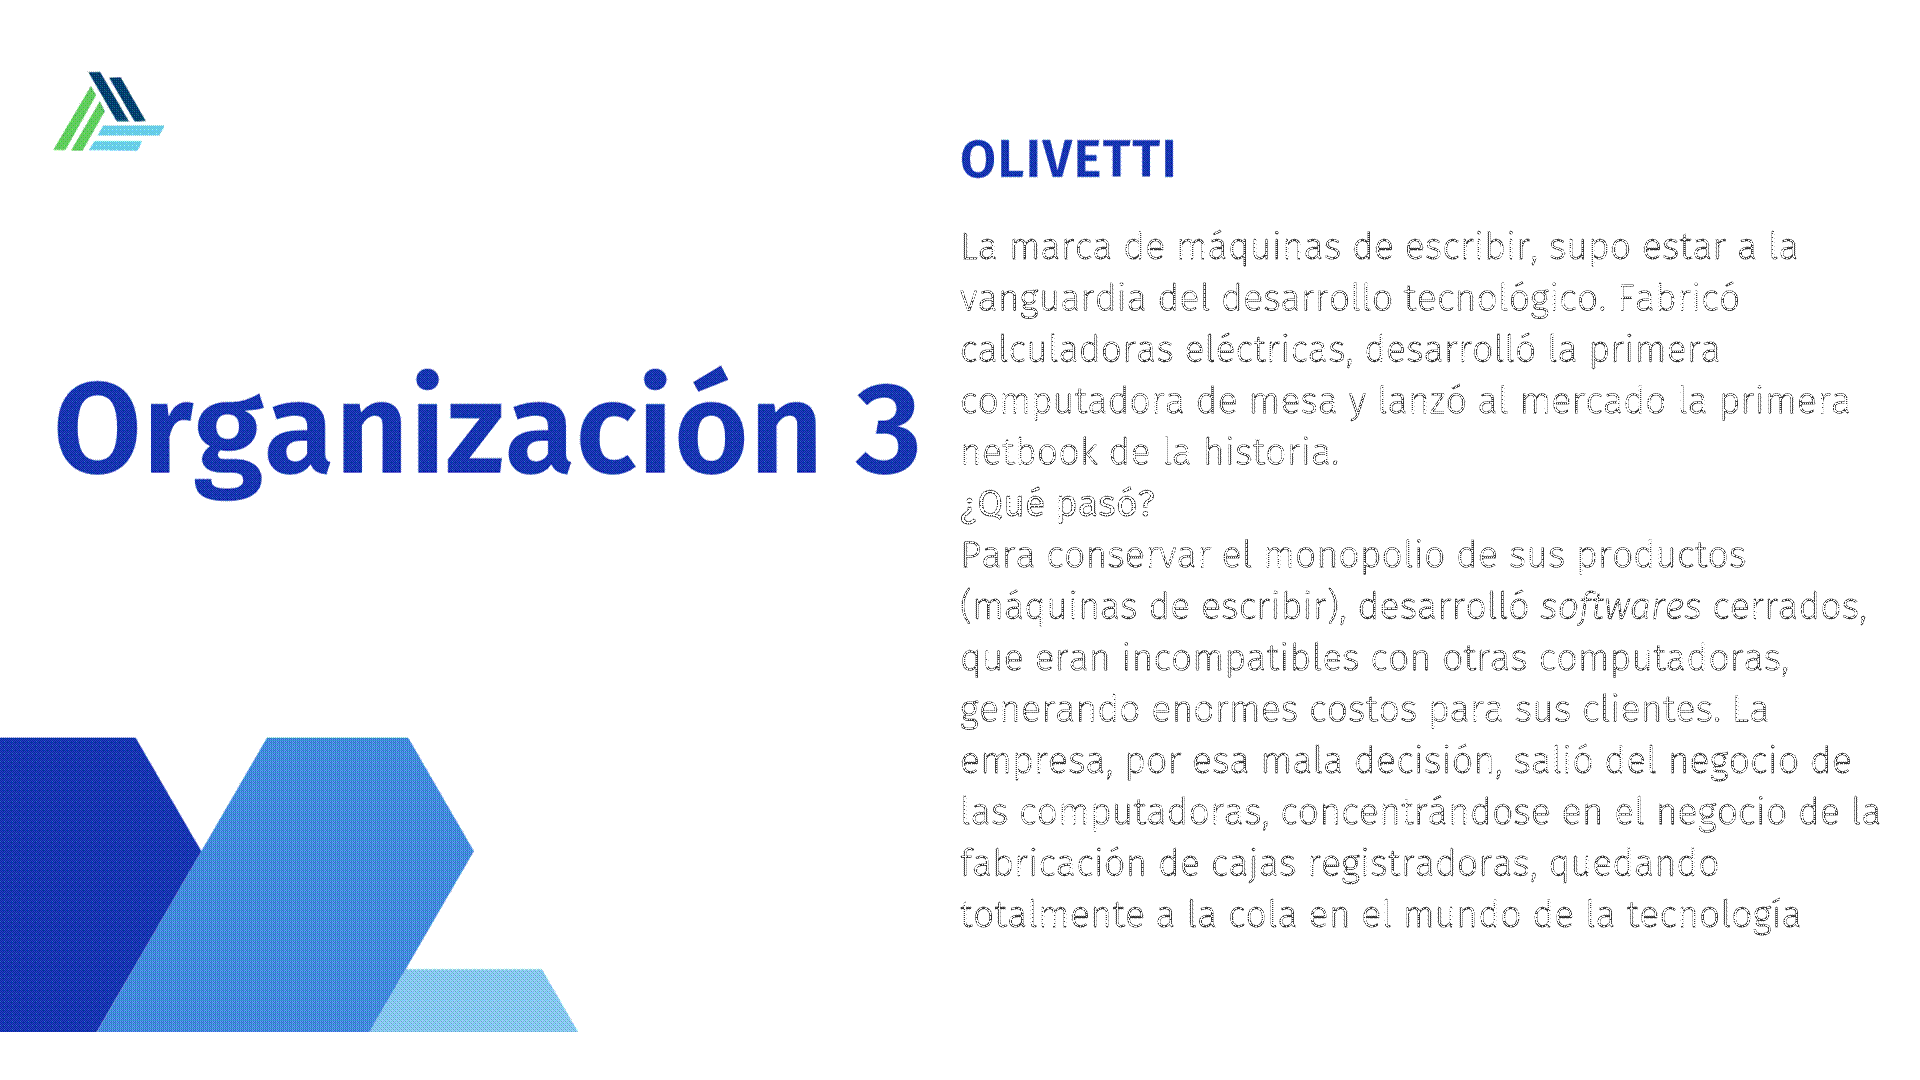 Organización 3
OLIVETTI
La marca de máquinas de escribir, supo estar a la
vanguardia del desarrollo tecnológico. Fabricó
calculadoras eléctricas, desarrolló la primera
computadora de mesa y lanzó al mercado la primera
netbook de la historia.
¿Qué pasó?
Para conservar el monopolio de sus productos
(máquinas de escribir), desarrolló softwares cerrados,
que eran incompatibles con otras computadoras,
generando enormes costos para sus clientes. La
empresa, por esa mala decisión, salió del negocio de
las computadoras, concentrándose en el negocio de la
fabricación de cajas registradoras, quedando
totalmente a la cola en el mundo de la tecnología